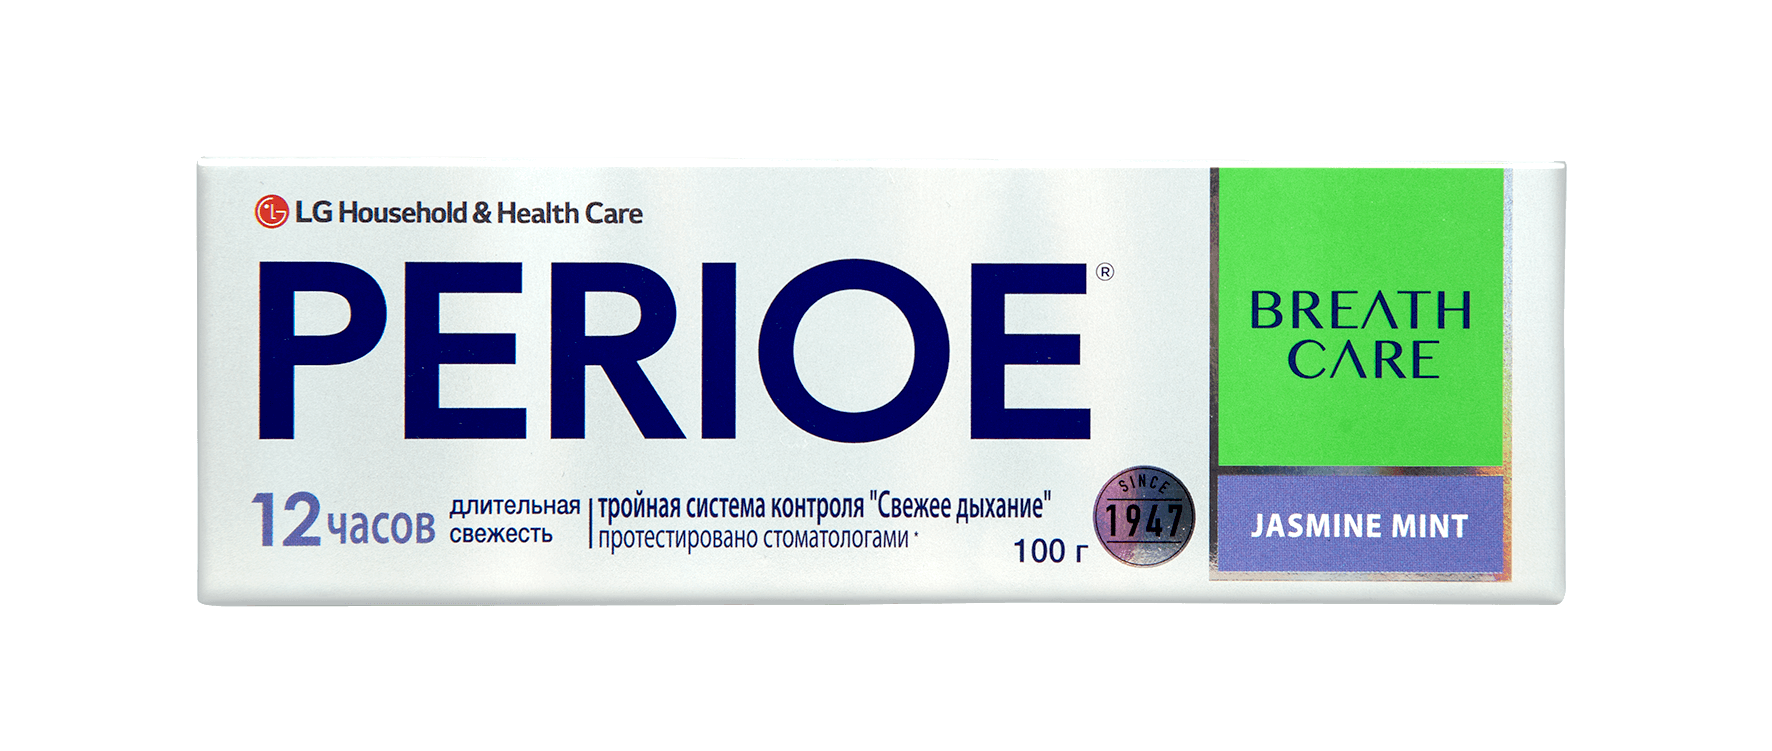 LG Household & Health Care
PERIOE®
12 часов
длительная
свежесть
тройная система контроля "Свежее дыхание"
протестировано стоматологами*
100 г
SINCE
1947
BREATH
CARE
JASMINE MINT